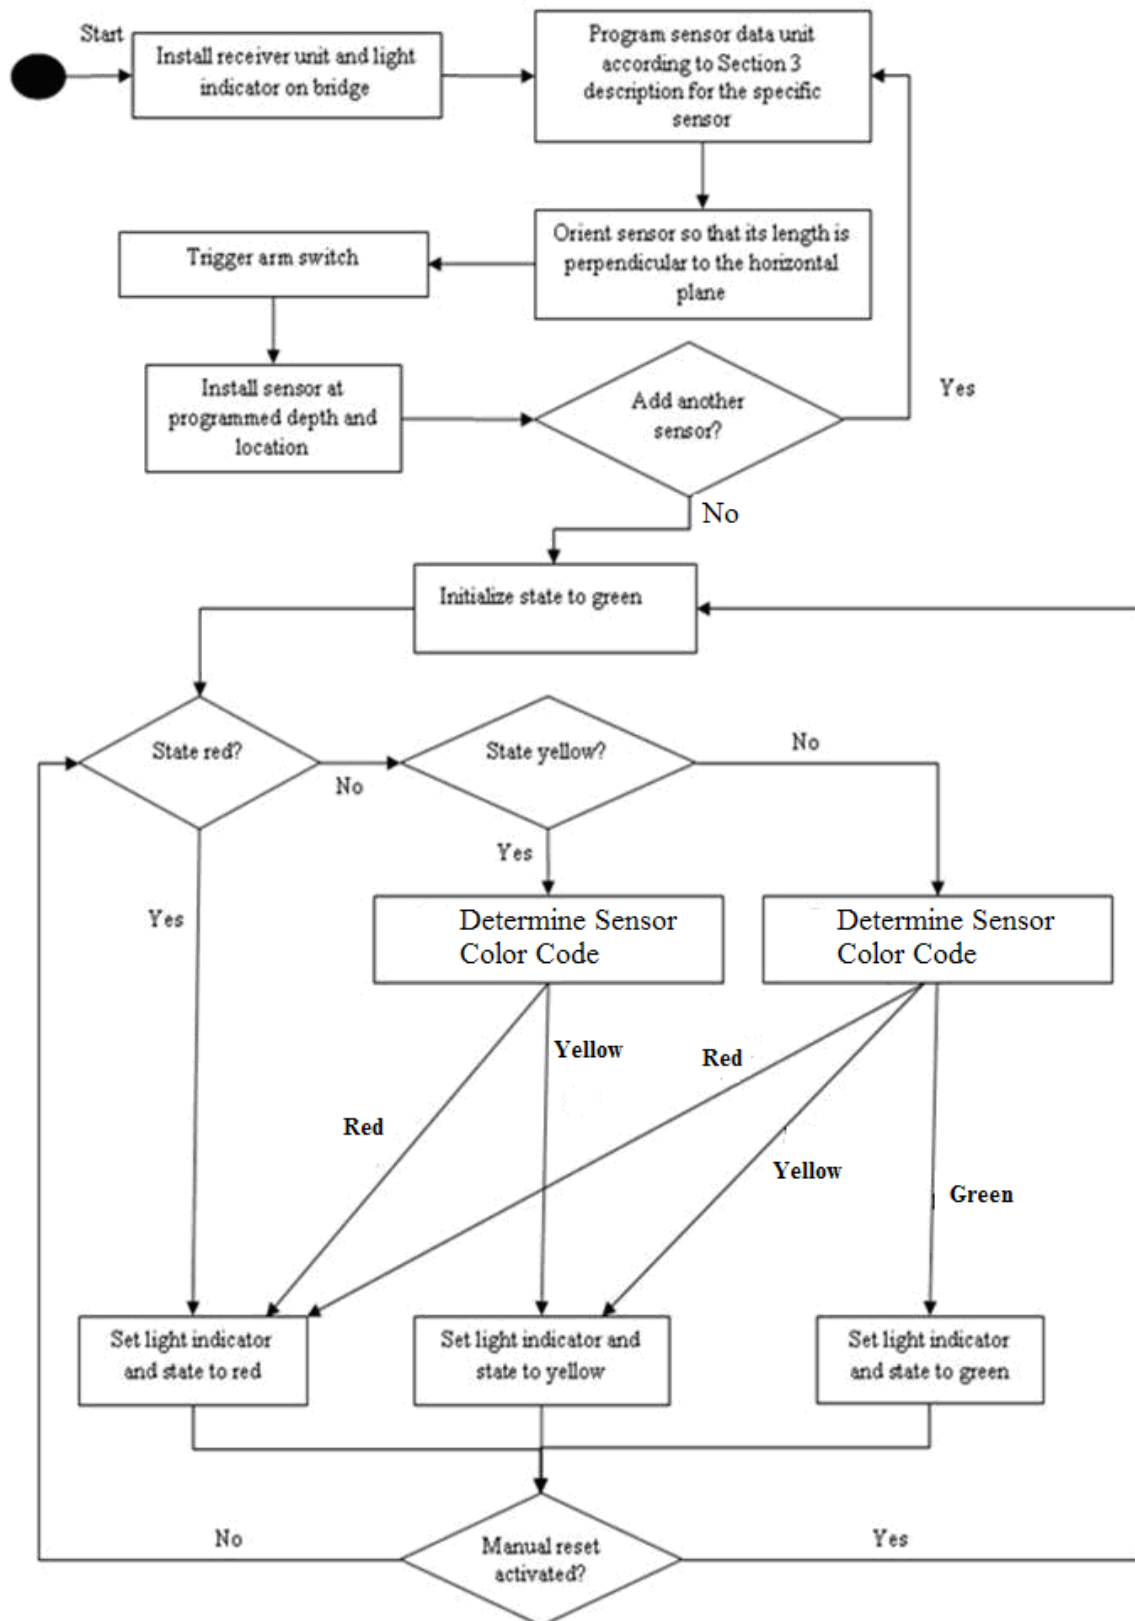 Start
Install receiver unit and light
indicator on bridge
Program sensor data unit
according to Section 3
description for the specific
sensor
Orient sensor so that its length is
perpendicular to the horizontal
plane
Trigger arm switch
Install sensor at
programmed depth and
location
Add another
sensor?
Yes
No
Initialize state to green
State red?
No
State yellow?
No
Yes
Yes
Determine Sensor
Color Code
Determine Sensor
Color Code
Yellow
Red
Red
Yellow
Green
Set light indicator
and state to red
Set light indicator and
state to yellow
Set light indicator
and state to green
No
Manual reset
activated?
Yes